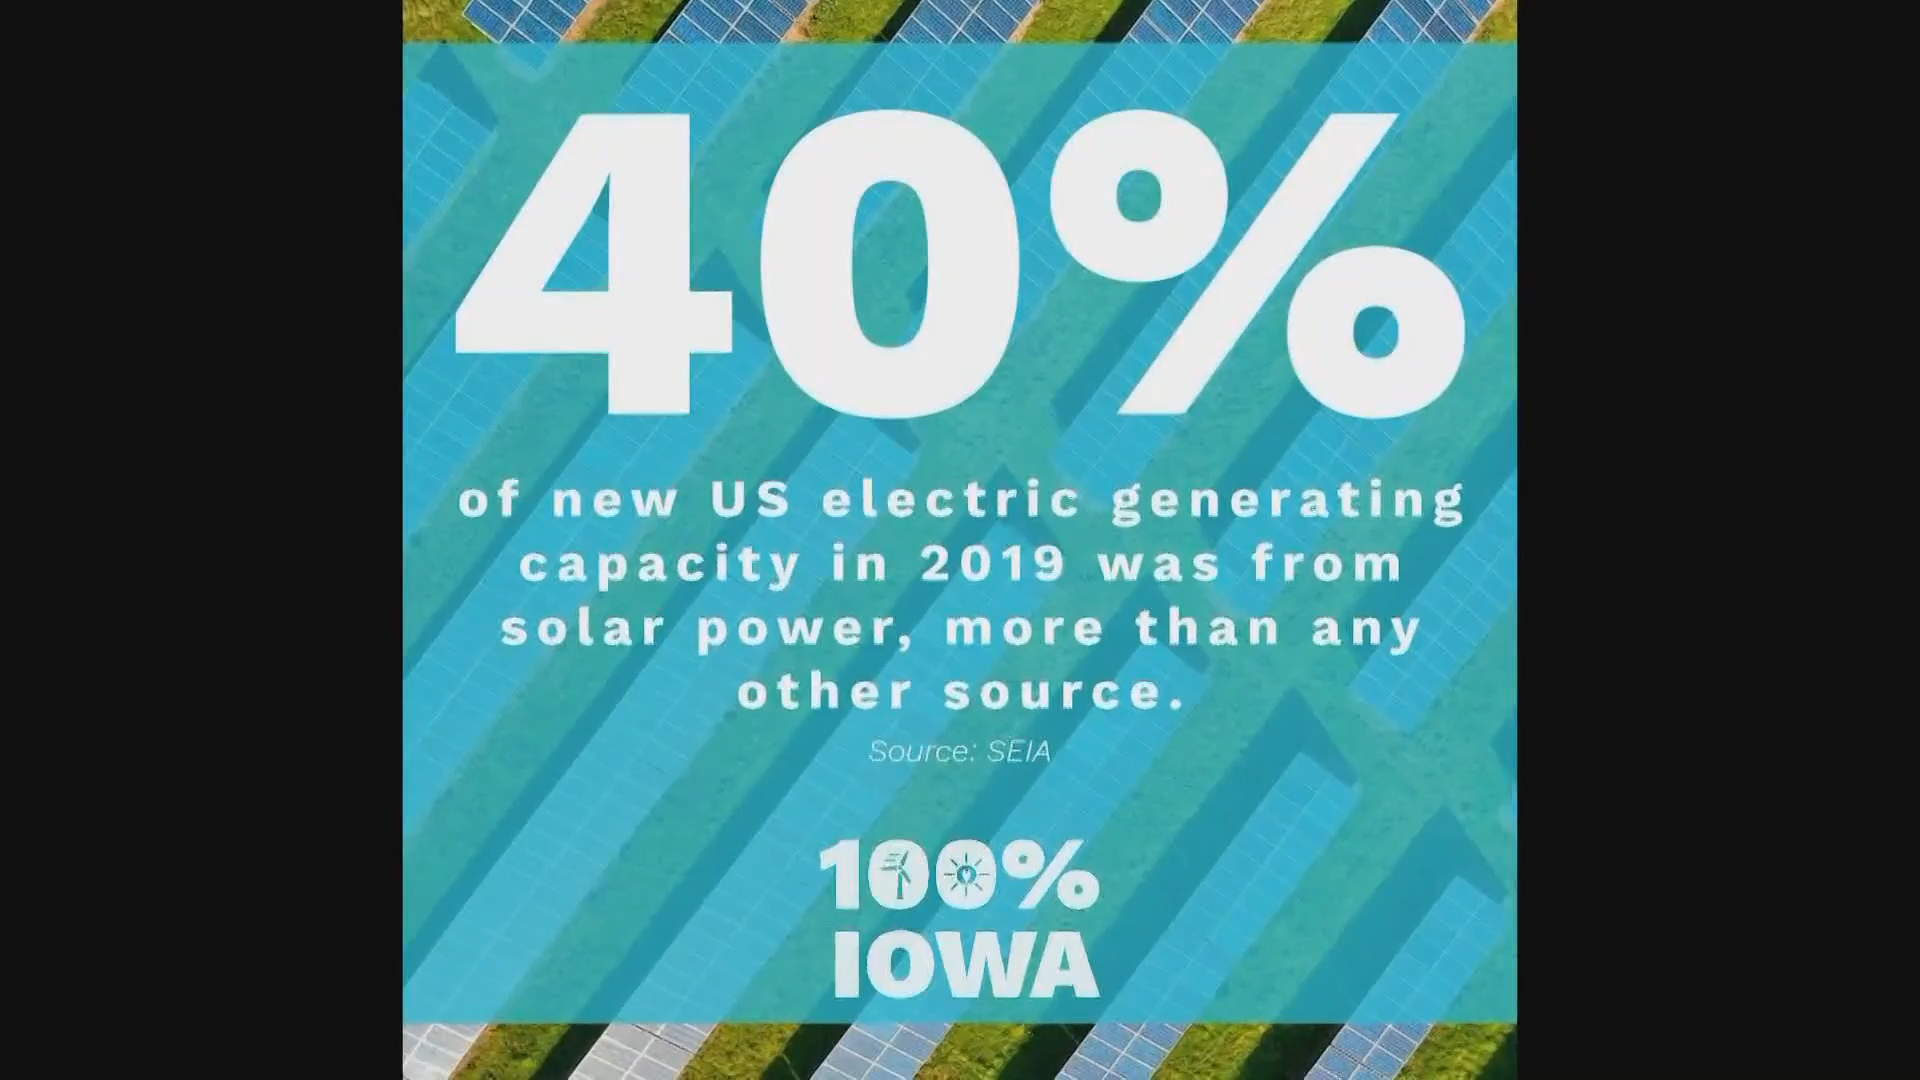 40%
of new US electric generating
capacity in 2019 was from
solar power, more than any
other source.
Source: SEIA
100%
IOWA